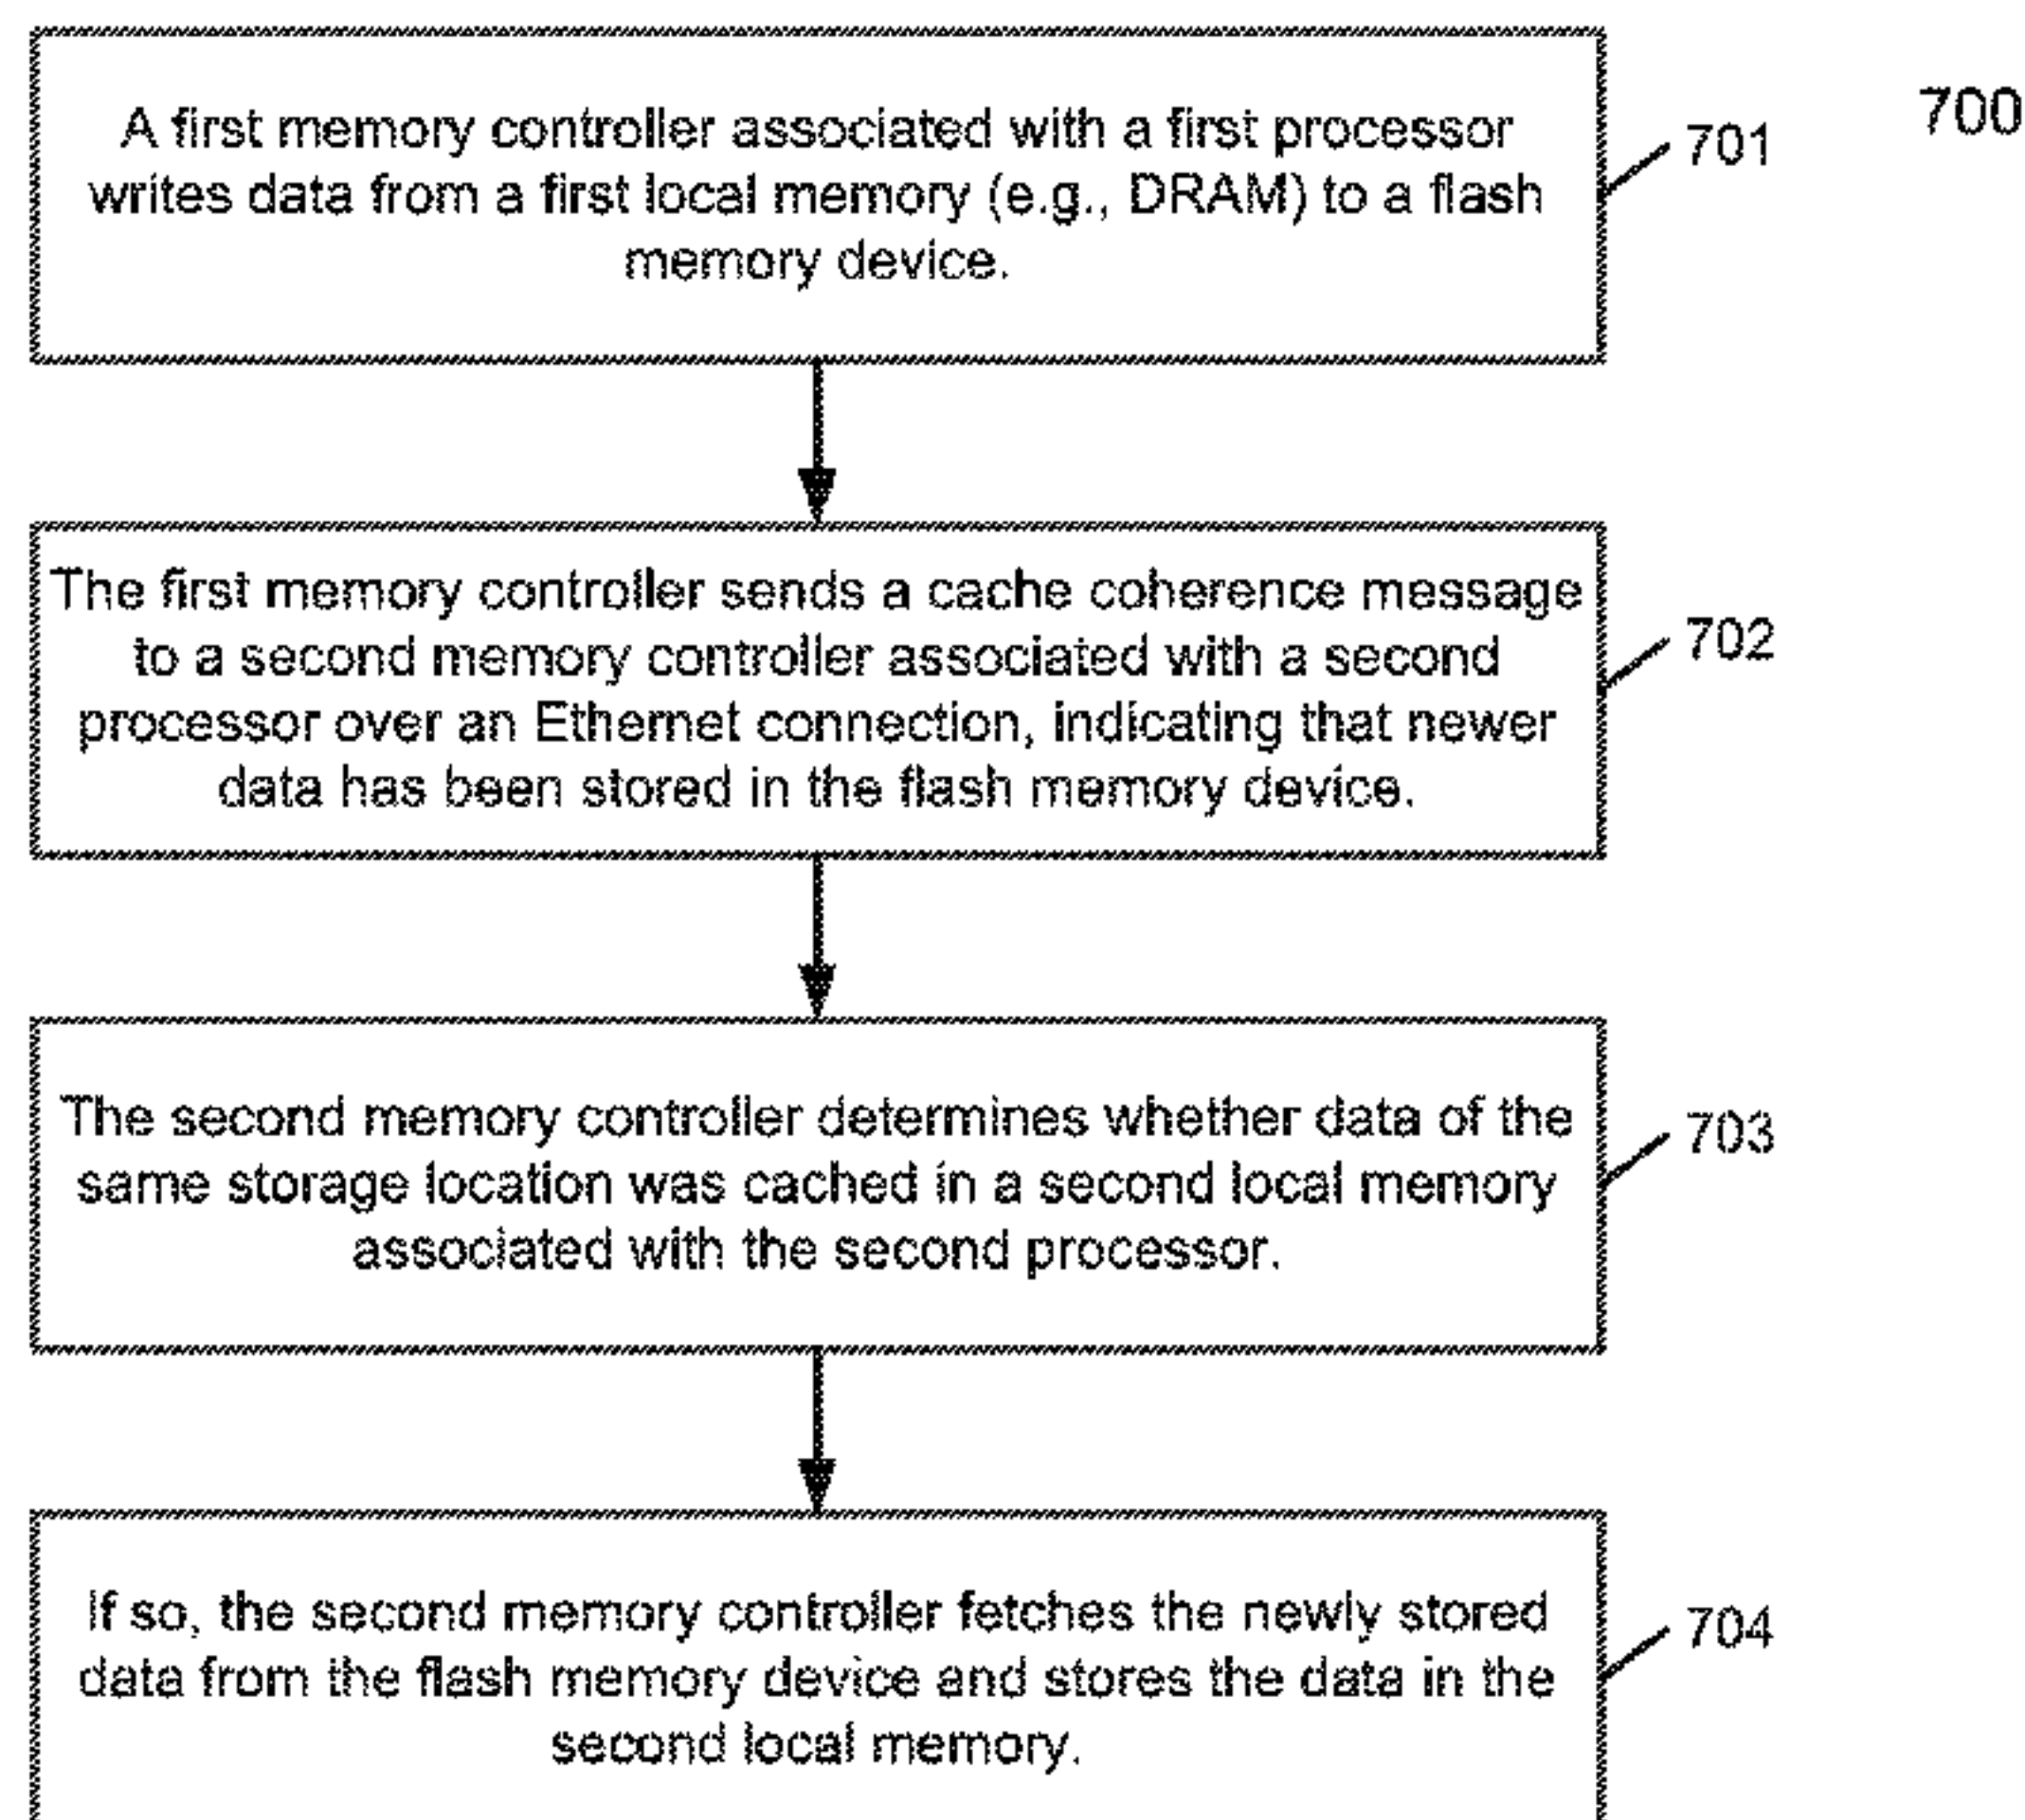 700
A first memory controller associated with a first processor
writes data from a first local memory (e.g., DRAM) to a flash
memory device.
701
The first memory controller sends a cache coherence message
to a second memory controller associated with a second
processor over an Ethernet connection, indicating that newer
data has been stored in the flash memory device.
702
The second memory controller determines whether data of the
same storage location was cached in a second local memory
associated with the second processor.
703
If so, the second memory controller fetches the newly stored
data from the flash memory device and stores the data in the
second local memory.
704